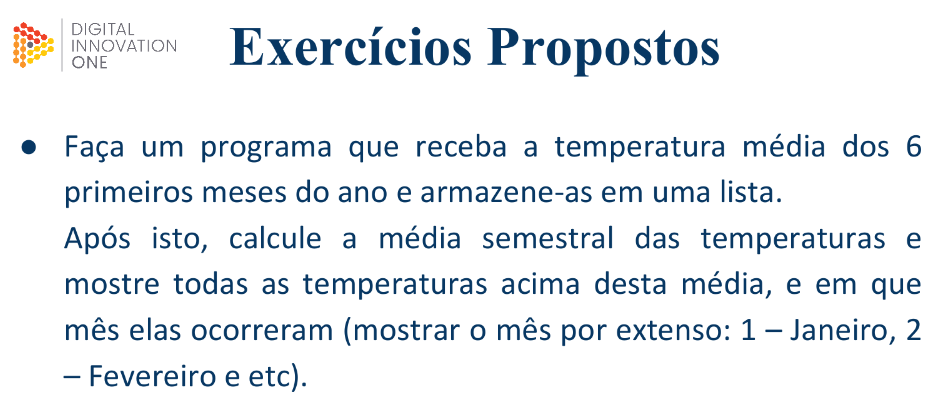 DIGITAL
INNOVATION
ONE
Exercícios Propostos
● Faça um programa que receba a temperatura média dos 6
primeiros meses do ano e armazene-as em uma lista.
Após isto, calcule a média semestral das temperaturas e
mostre todas as temperaturas acima desta média, e em que
mês elas ocorreram (mostrar o mês por extenso: 1 – Janeiro, 2
– Fevereiro e etc).